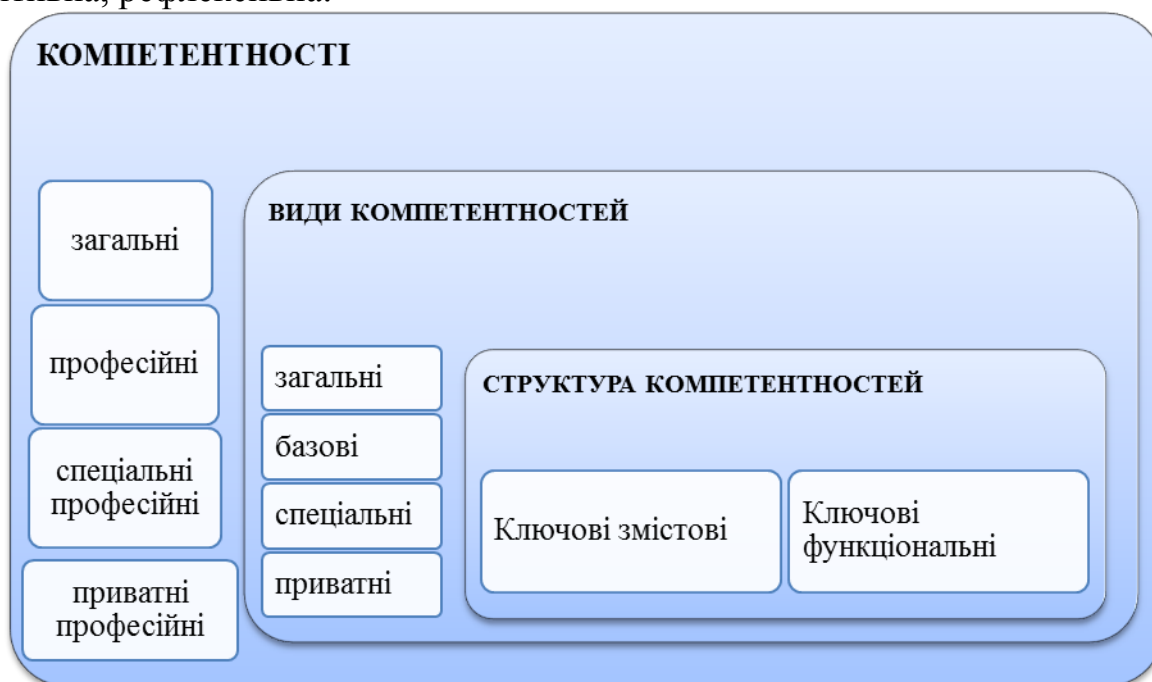 КОМПЕТЕНТНОСТІ
загальні
професійні
спеціальні
професійні
приватні
професійні
ВИДИ КОМПЕТЕНТНОСТЕЙ
загальні
базові
спеціальні
приватні
СТРУКТУРА КОМПЕТЕНТНОСТЕЙ
Ключові змістові
Ключові
функціональні